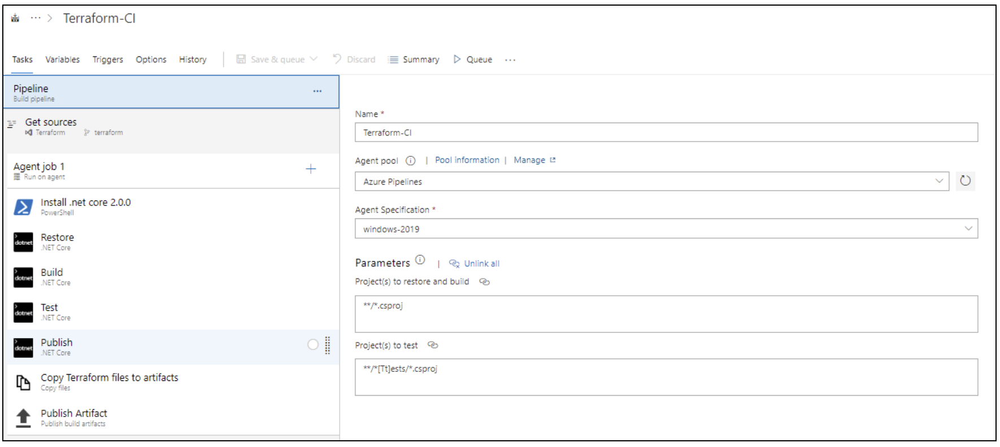 ··· > Terraform-CI
Tasks Variables Triggers Options History Save & queue Discard Summary Queue ···
Pipeline ···
Build pipeline
Get sources
Terraform terraform
Agent job 1 +
Run on agent
Install .net core 2.0.0
PowerShell
dotnet Restore
.NET Core
dotnet Build
.NET Core
dotnet Test
.NET Core
dotnet Publish
.NET Core
Copy Terraform files to artifacts
Copy files
Publish Artifact
Publish build artifacts
Name *
Terraform-CI
Agent pool | Pool information | Manage
Azure Pipelines
Agent Specification *
windows-2019
Parameters | Unlink all
Project(s) to restore and build
**/*.csproj
Project(s) to test
**/*[Tt]ests/*.csproj